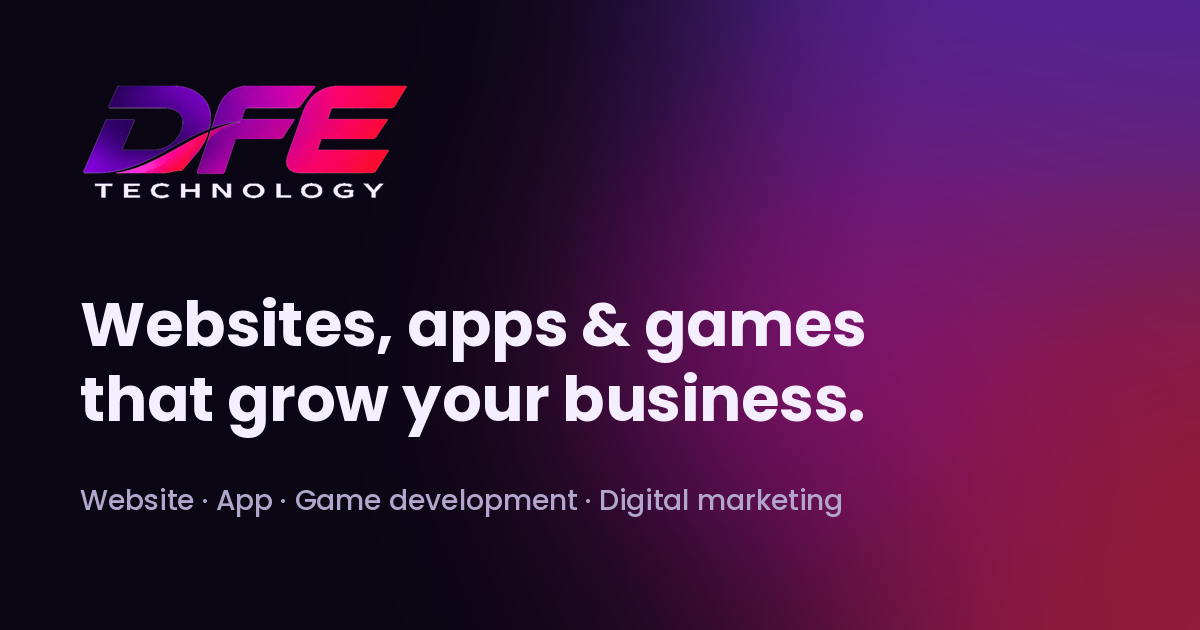 DFE
TECHNOLOGY
Websites, apps & games
that grow your business.
Website · App · Game development · Digital marketing